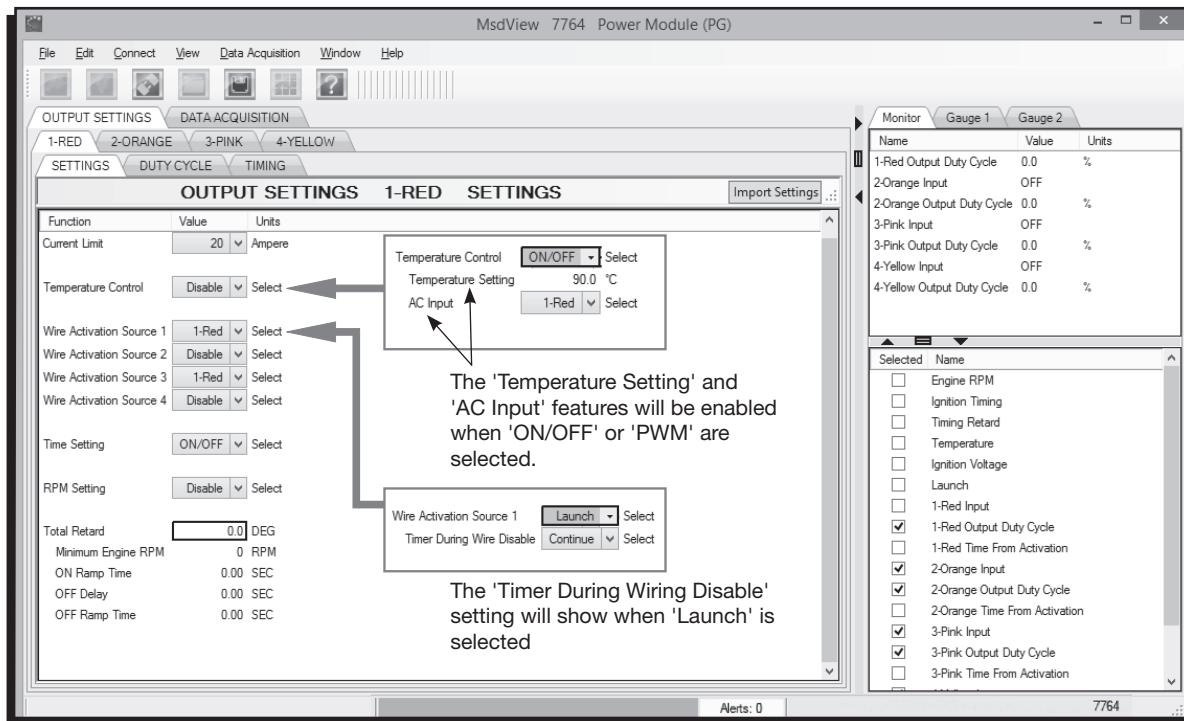 MsdView 7764 Power Module (PG)
File Edit Connect View Data Acquisition Window Help
OUTPUT SETTINGS DATA ACQUISITION
1-RED 2-ORANGE 3-PINK 4-YELLOW
SETTINGS DUTY CYCLE TIMING
OUTPUT SETTINGS 1-RED SETTINGS
Import Settings
Function Value Units
Current Limit 20 Ampere
Temperature Control Disable Select
Wire Activation Source 1 1-Red Select
Wire Activation Source 2 Disable Select
Wire Activation Source 3 1-Red Select
Wire Activation Source 4 Disable Select
Time Setting ON/OFF Select
RPM Setting Disable Select
Total Retard 0.0 DEG
Minimum Engine RPM 0 RPM
ON Ramp Time 0.00 SEC
OFF Delay 0.00 SEC
OFF Ramp Time 0.00 SEC
Temperature Control ON/OFF Select
Temperature Setting 90.0 °C
AC Input 1-Red Select
The 'Temperature Setting' and
'AC Input' features will be enabled
when 'ON/OFF' or 'PWM' are
selected.
Wire Activation Source 1 Launch Select
Timer During Wire Disable Continue Select
The 'Timer During Wiring Disable'
setting will show when 'Launch' is
selected
Monitor Gauge 1 Gauge 2
Name Value Units
1-Red Output Duty Cycle 0.0 %
2-Orange Input OFF
2-Orange Output Duty Cycle 0.0 %
3-Pink Input OFF
3-Pink Output Duty Cycle 0.0 %
4-Yellow Input OFF
4-Yellow Output Duty Cycle 0.0 %
Selected Name
Engine RPM
Ignition Timing
Timing Retard
Temperature
Ignition Voltage
Launch
1-Red Input
1-Red Output Duty Cycle
1-Red Time From Activation
2-Orange Input
2-Orange Output Duty Cycle
2-Orange Time From Activation
3-Pink Input
3-Pink Output Duty Cycle
3-Pink Time From Activation
Alerts: 0
7764